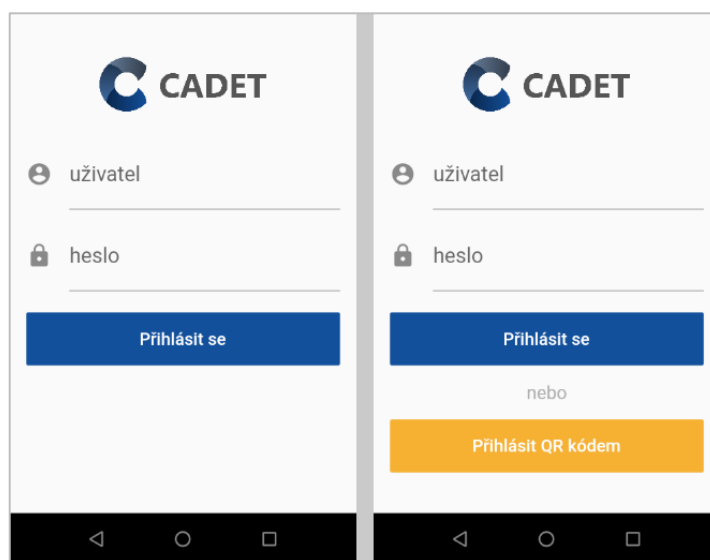 CADET
uživatel
heslo
Přihlásit se
CADET
uživatel
heslo
Přihlásit se
nebo
Přihlásit QR kódem